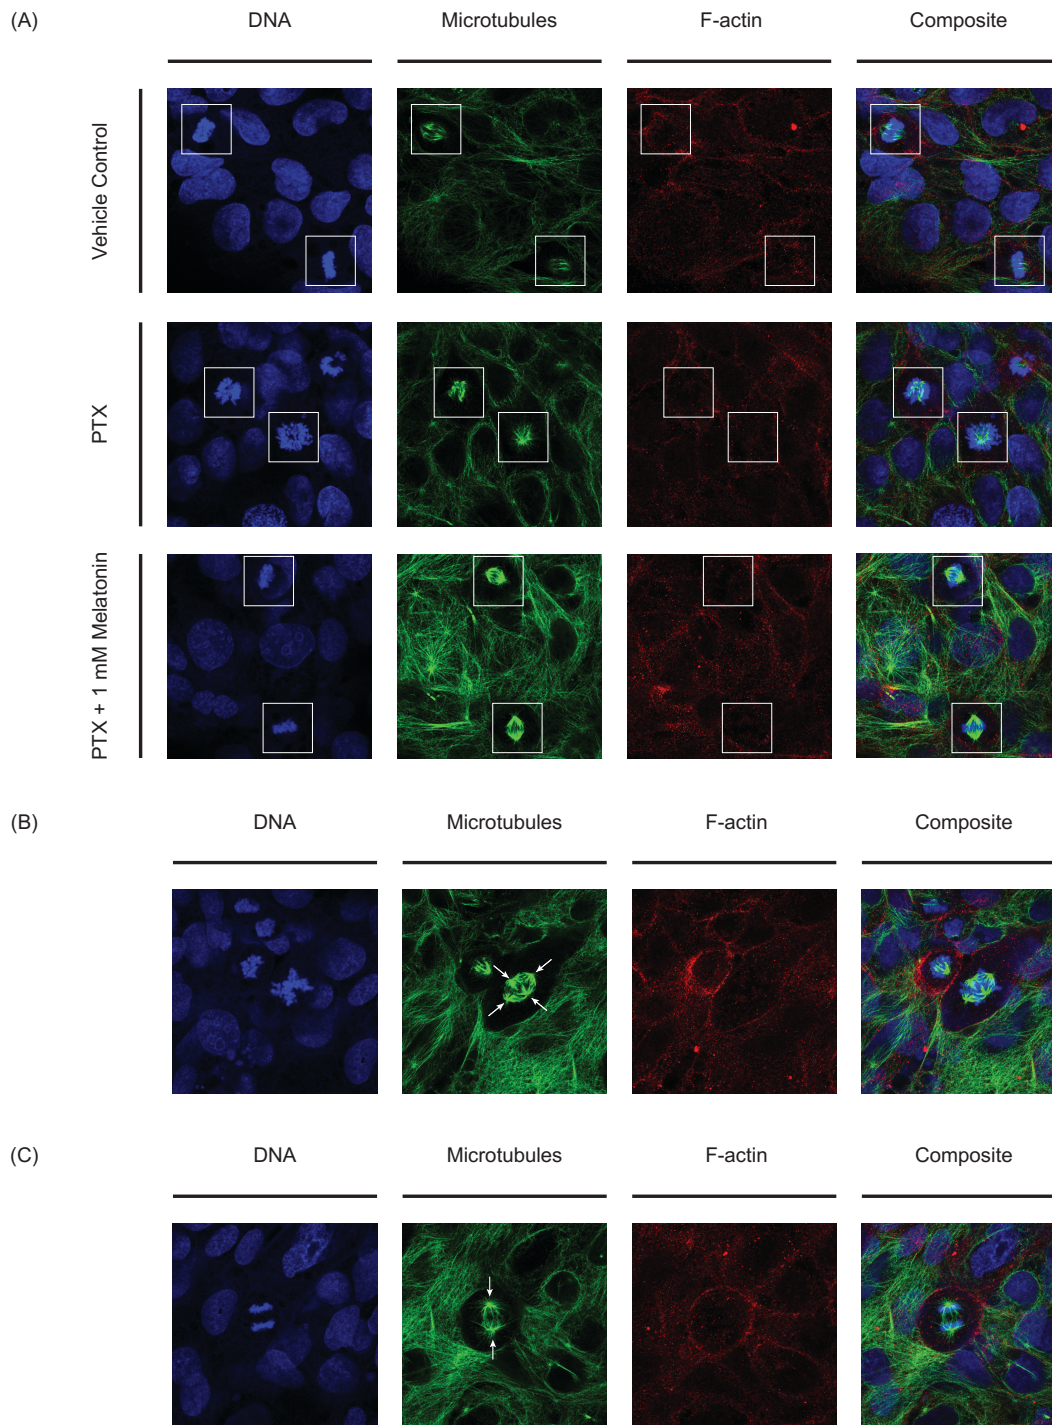 (A)
DNA
Microtubules
F-actin
Composite
Vehicle Control
PTX
PTX + 1 mM Melatonin
(B)
DNA
Microtubules
F-actin
Composite
(C)
DNA
Microtubules
F-actin
Composite